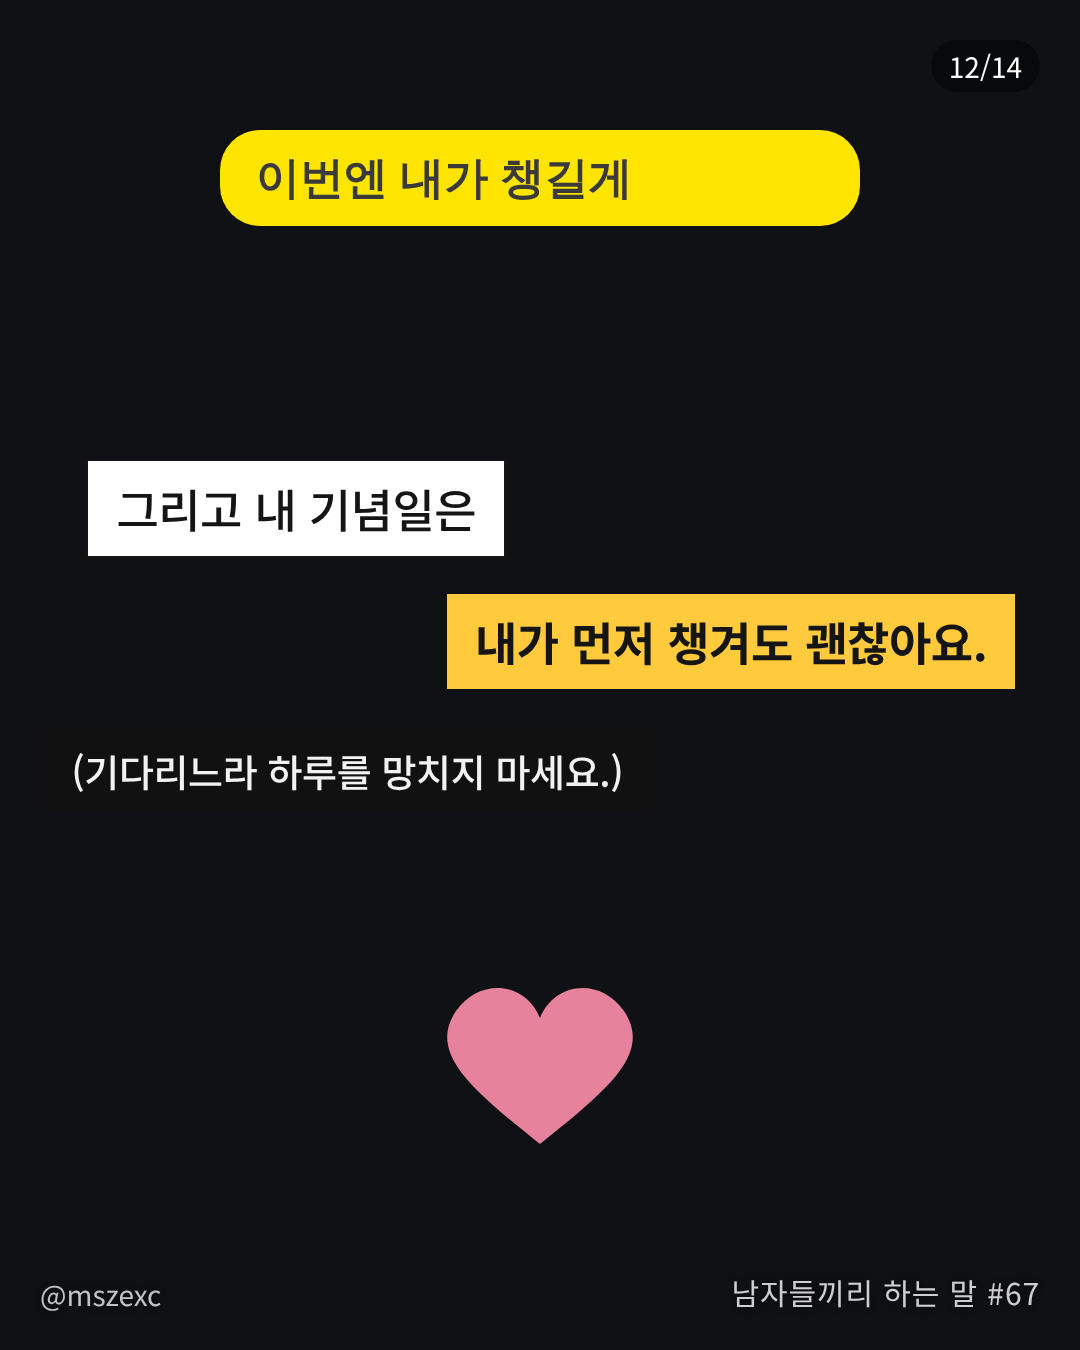 12/14
이번엔 내가 챙길게
그리고 내 기념일은
내가 먼저 챙겨도 괜찮아요.
(기다리느라 하루를 망치지 마세요.)
@mszexc
남자들끼리 하는 말 #67